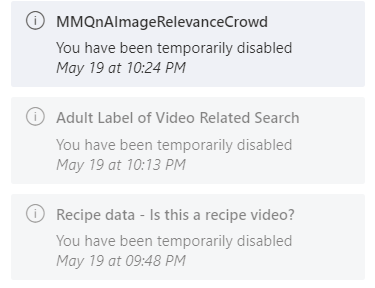 MMQnAImageRelevanceCrowd
You have been temporarily disabled
May 19 at 10:24 PM
Adult Label of Video Related Search
You have been temporarily disabled
May 19 at 10:13 PM
Recipe data - Is this a recipe video?
You have been temporarily disabled
May 19 at 09:48 PM